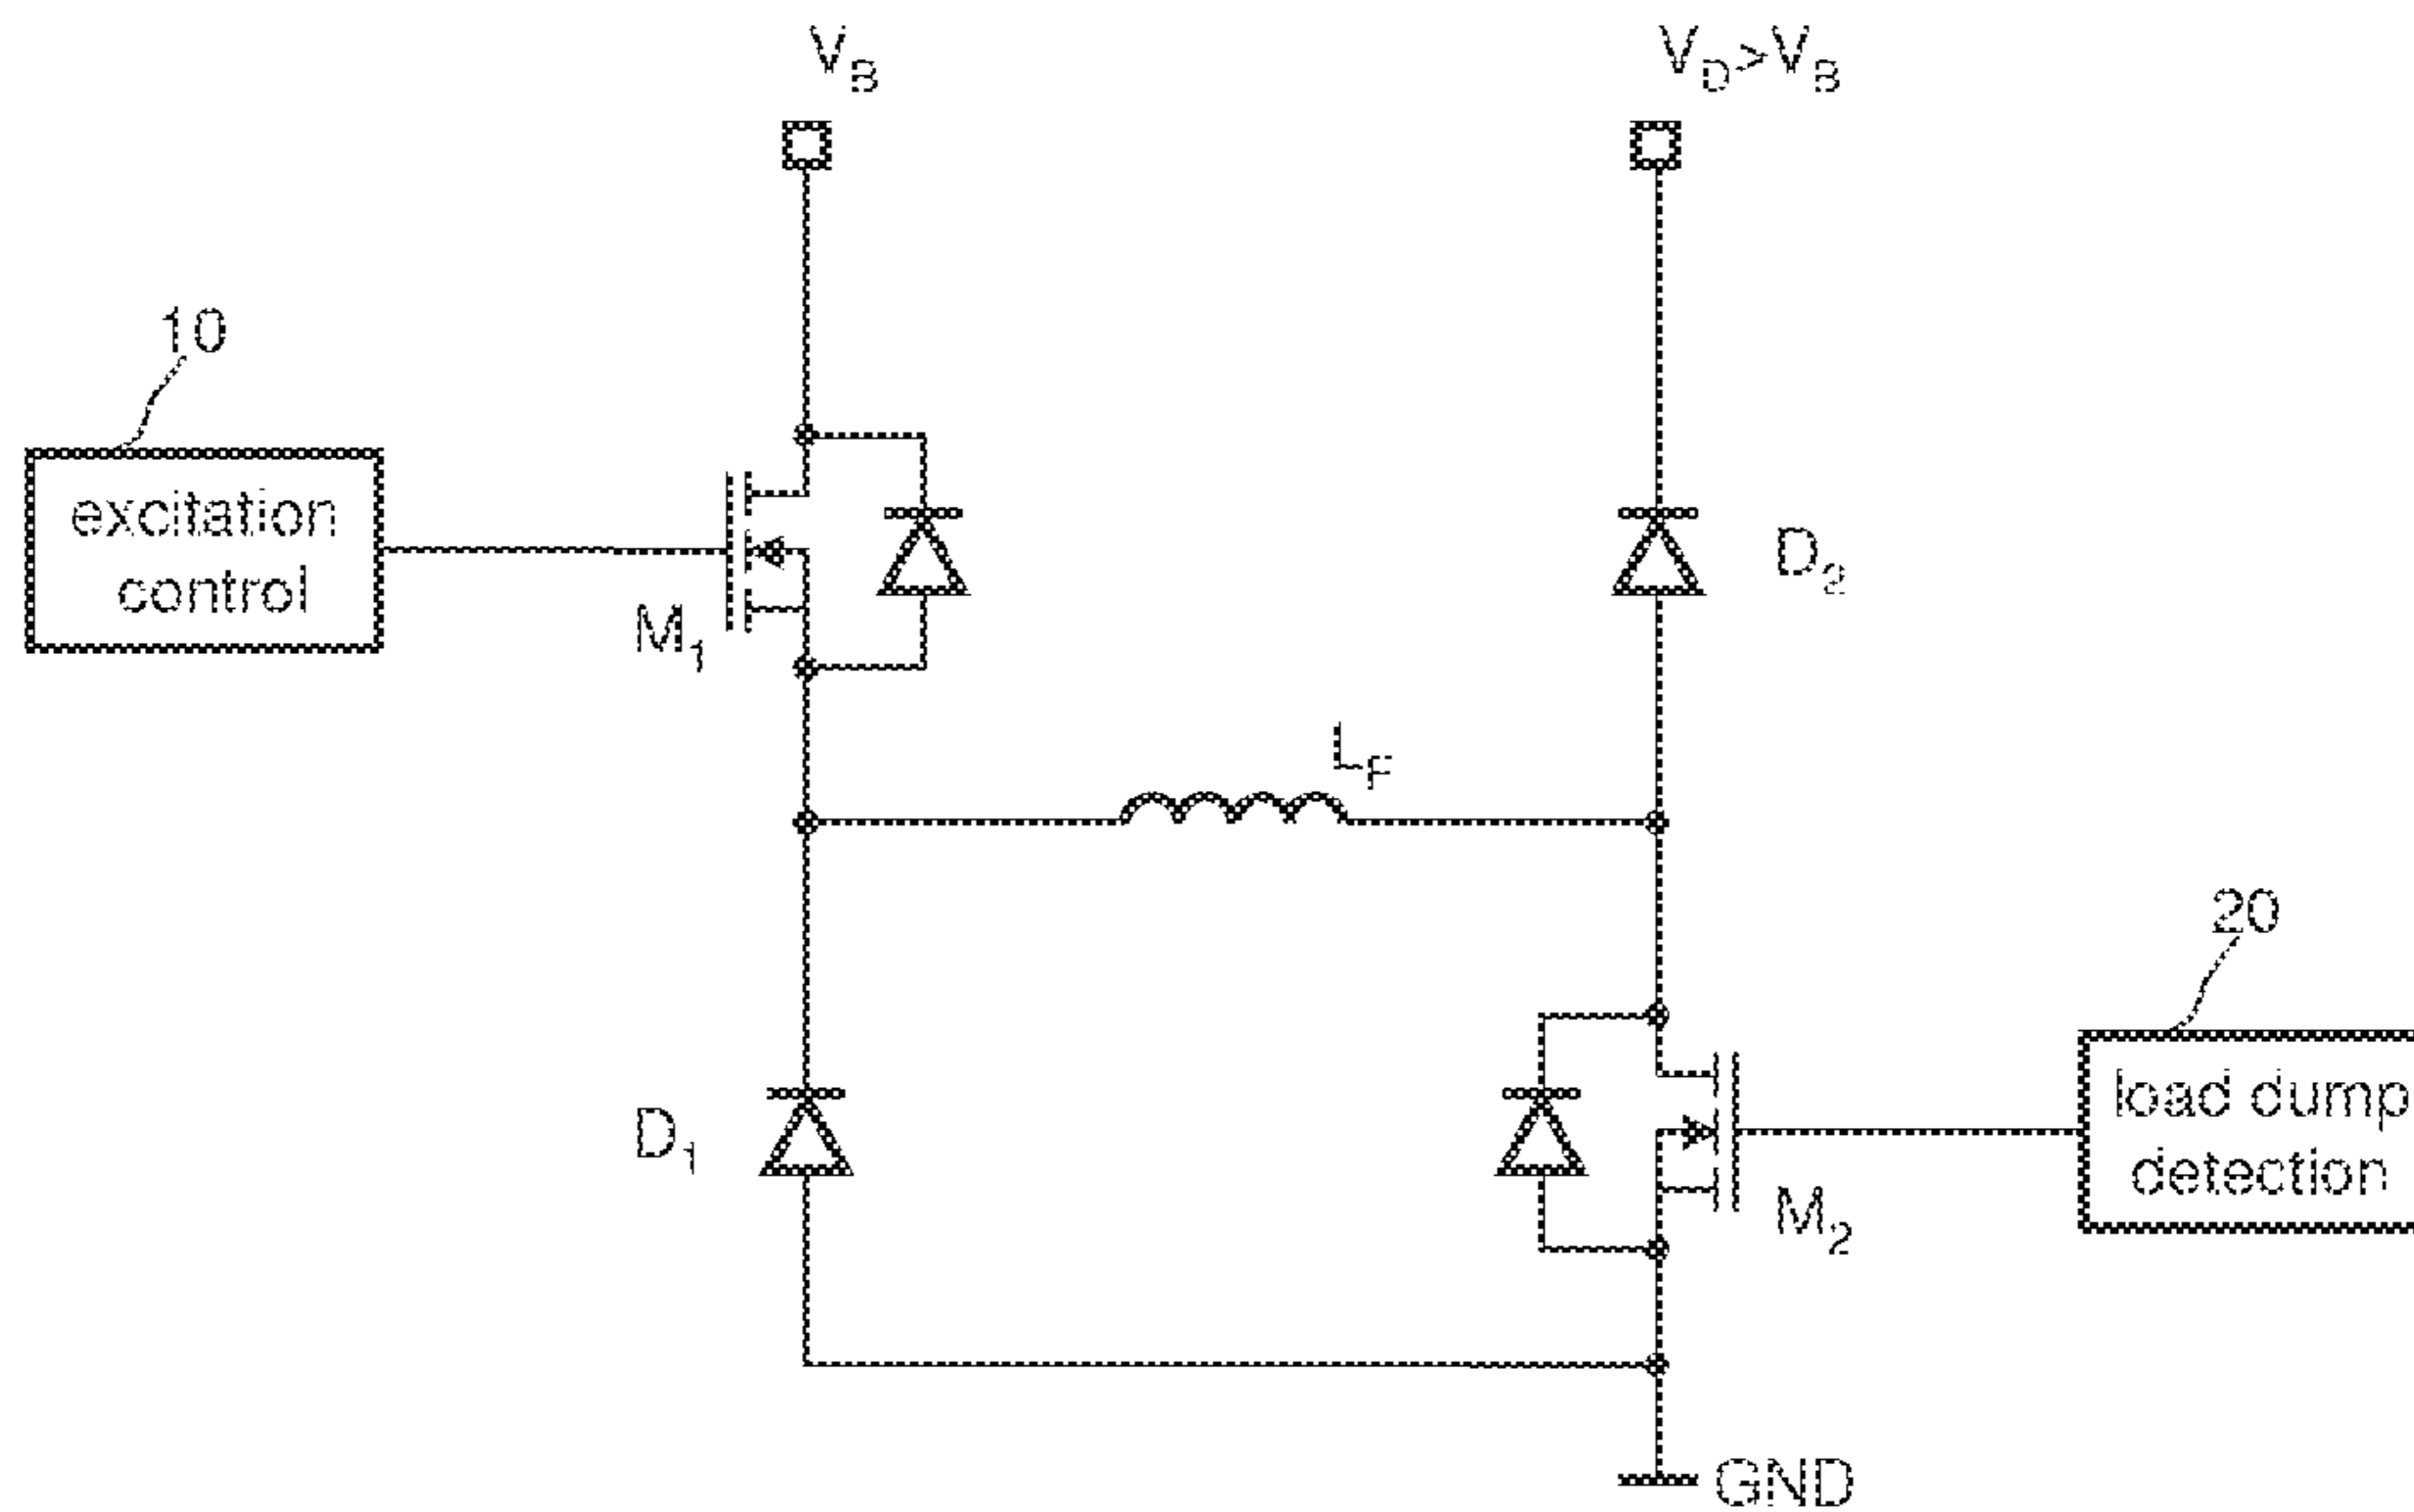 V_B
V_D>V_B
10
excitation
control
M_1
D_2
L_F
20
load dump
detection
D_1
M_2
GND